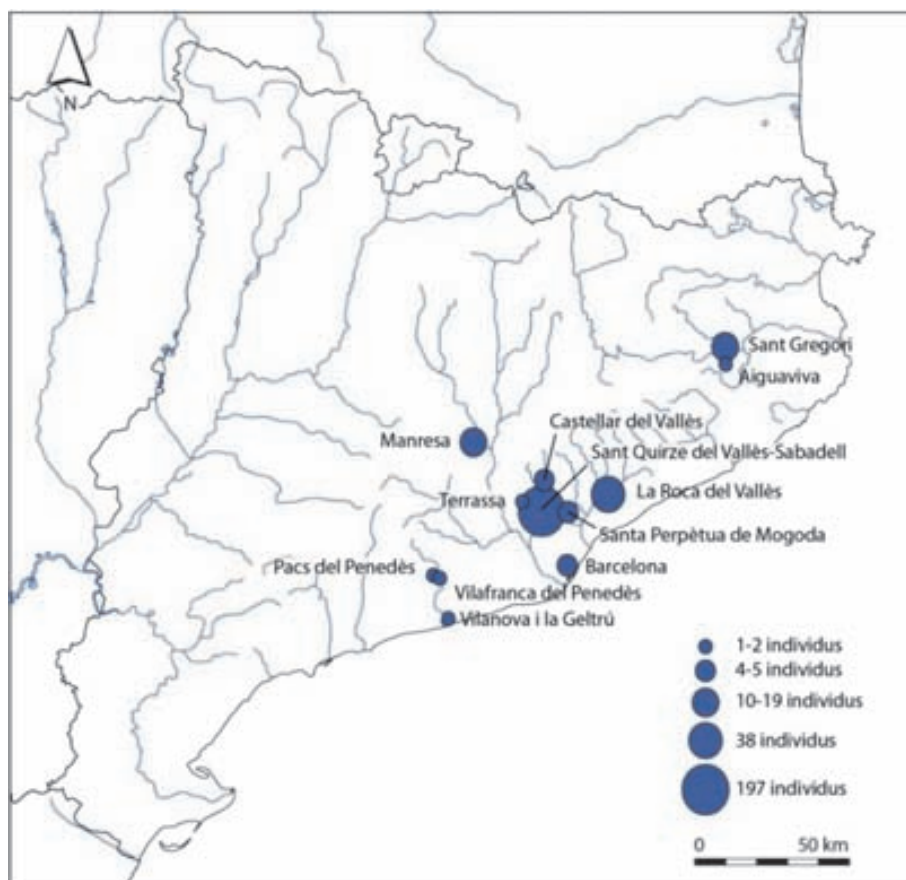 N
Sant Gregori
Aiguaviva
Castellar del Vallès
Manresa
Sant Quirze del Vallès-Sabadell
La Roca del Vallès
Terrassa
Santa Perpètua de Mogoda
Pacs del Penedès
Barcelona
Vilafranca del Penedès
Vilanova i la Geltrú
1-2 individus
4-5 individus
10-19 individus
38 individus
197 individus
0 50 km